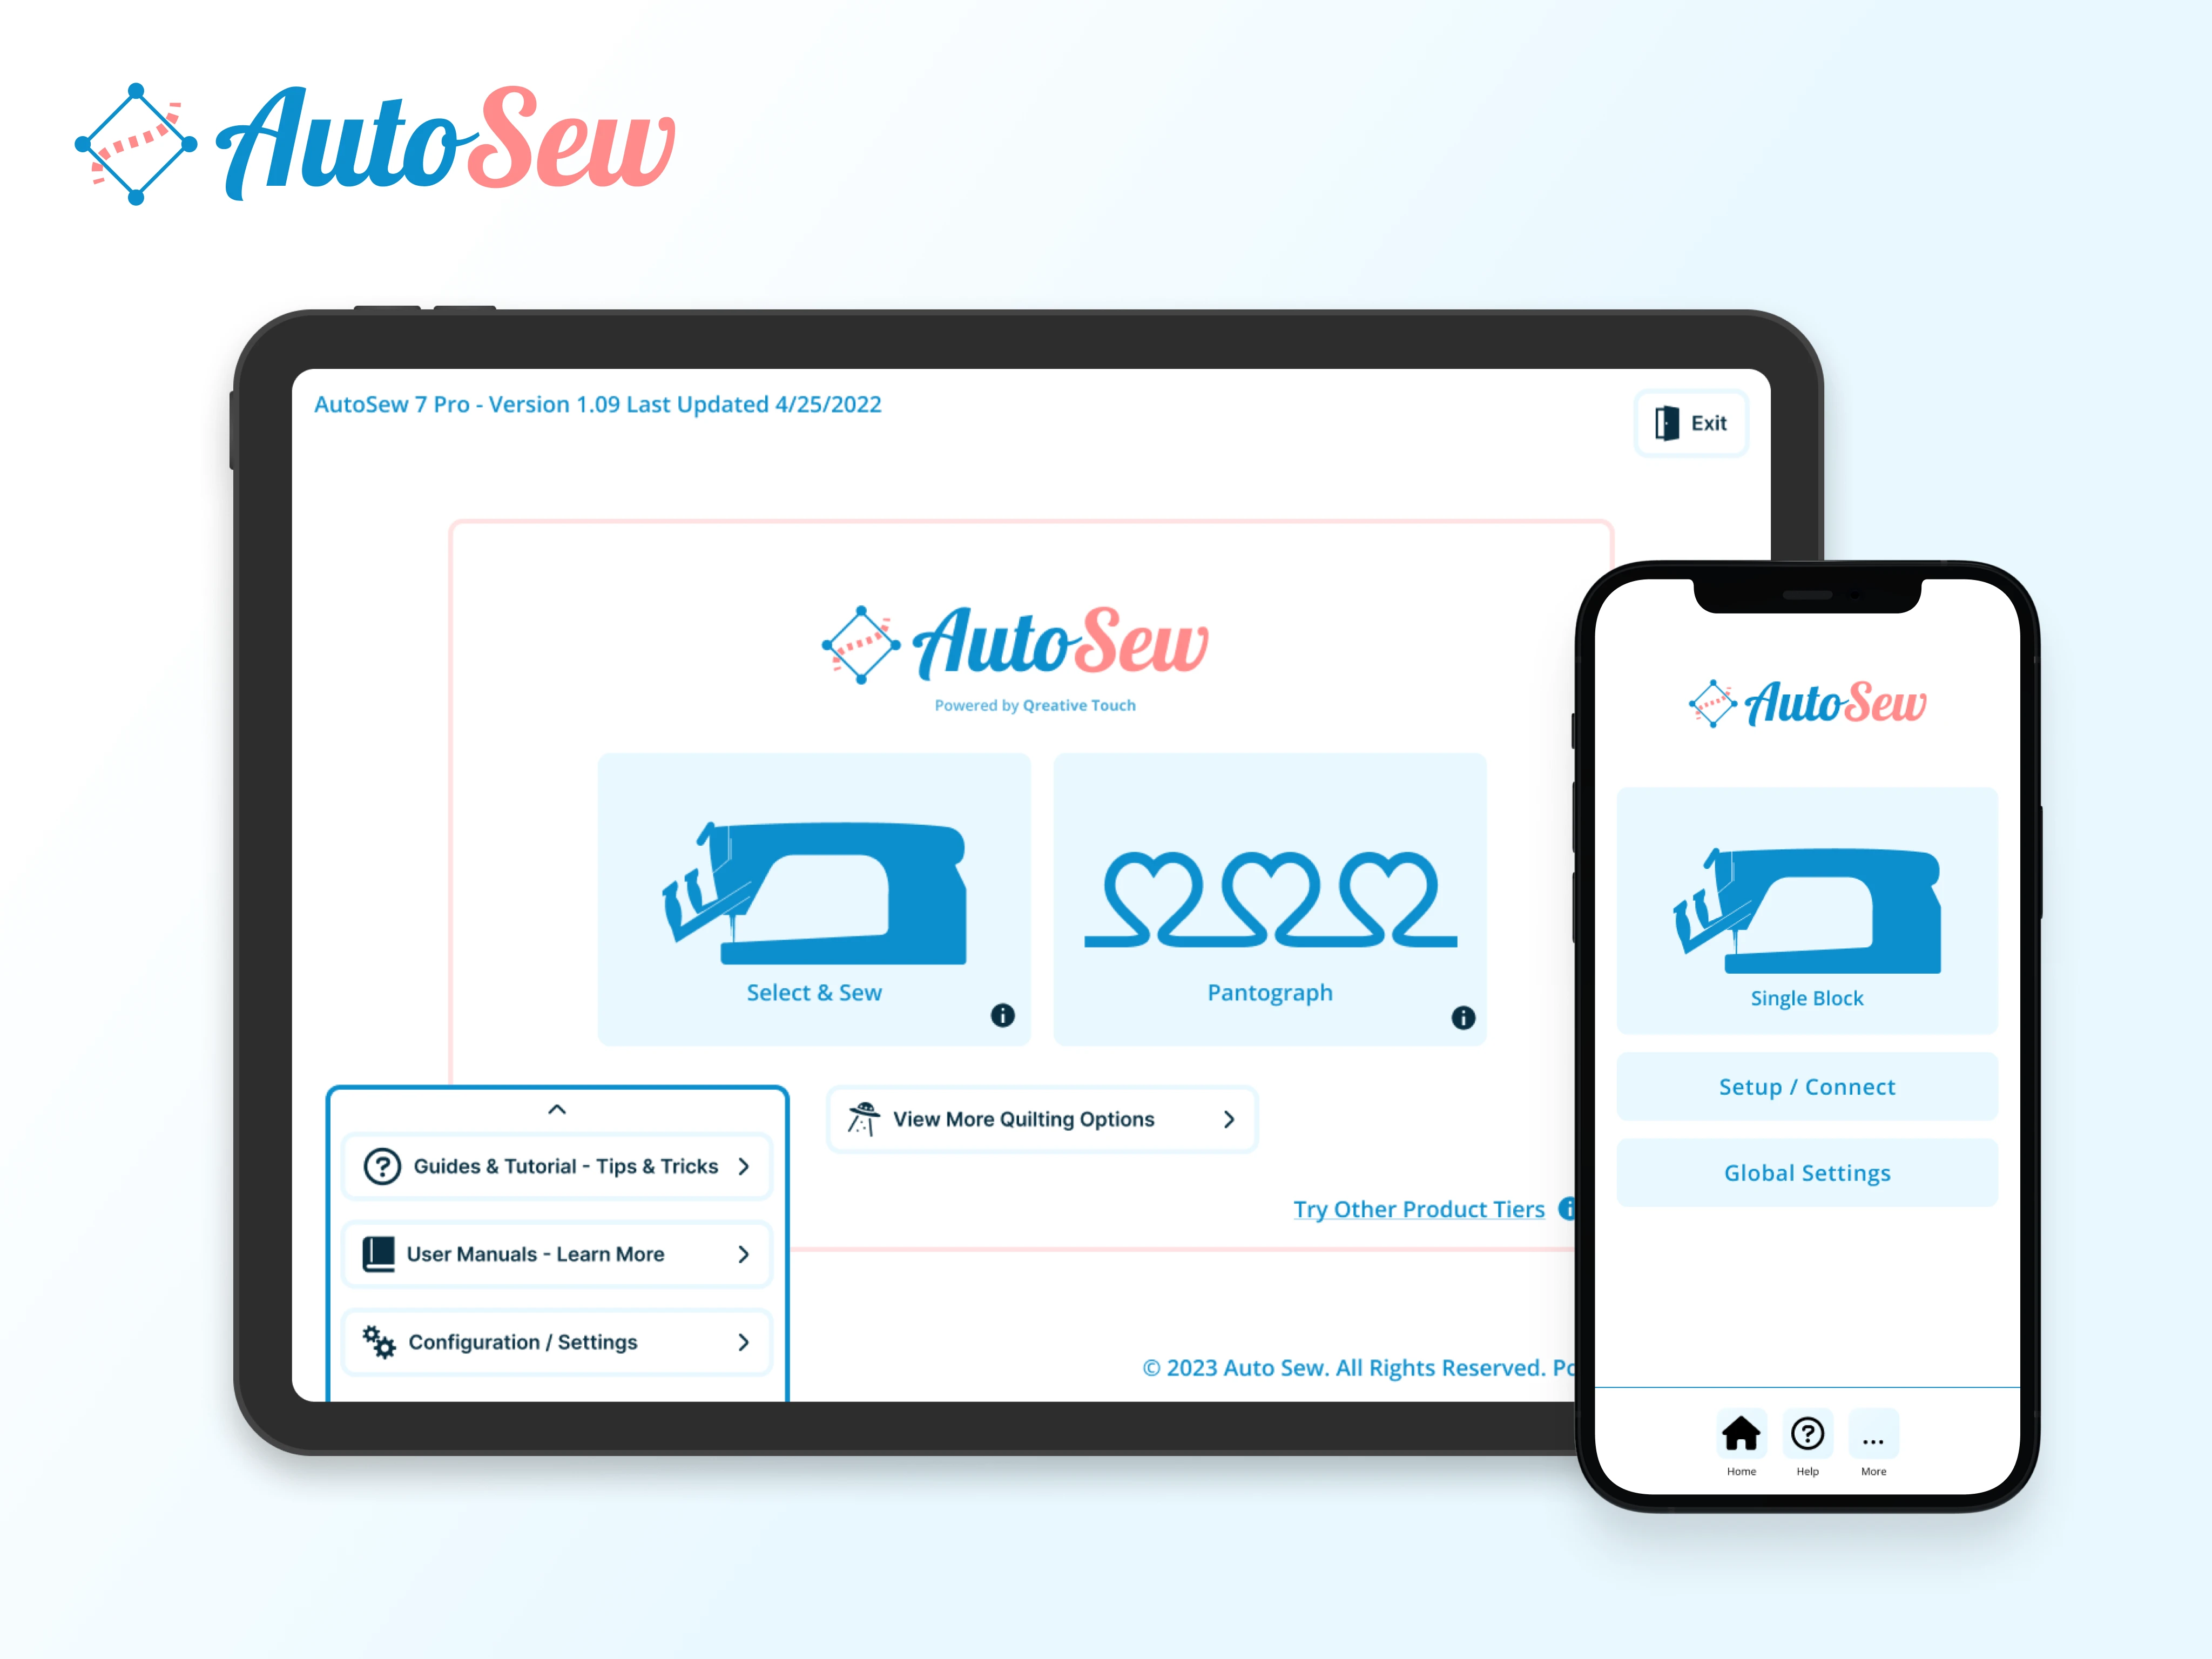 AutoSew
AutoSew 7 Pro - Version 1.09 Last Updated 4/25/2022
Exit
AutoSew
Powered by Qreative Touch
Select & Sew
Pantograph
View More Quilting Options
Guides & Tutorial - Tips & Tricks
User Manuals - Learn More
Configuration / Settings
Try Other Product Tiers
© 2023 Auto Sew. All Rights Reserved.
AutoSew
Single Block
Setup / Connect
Global Settings
Home
Help
More